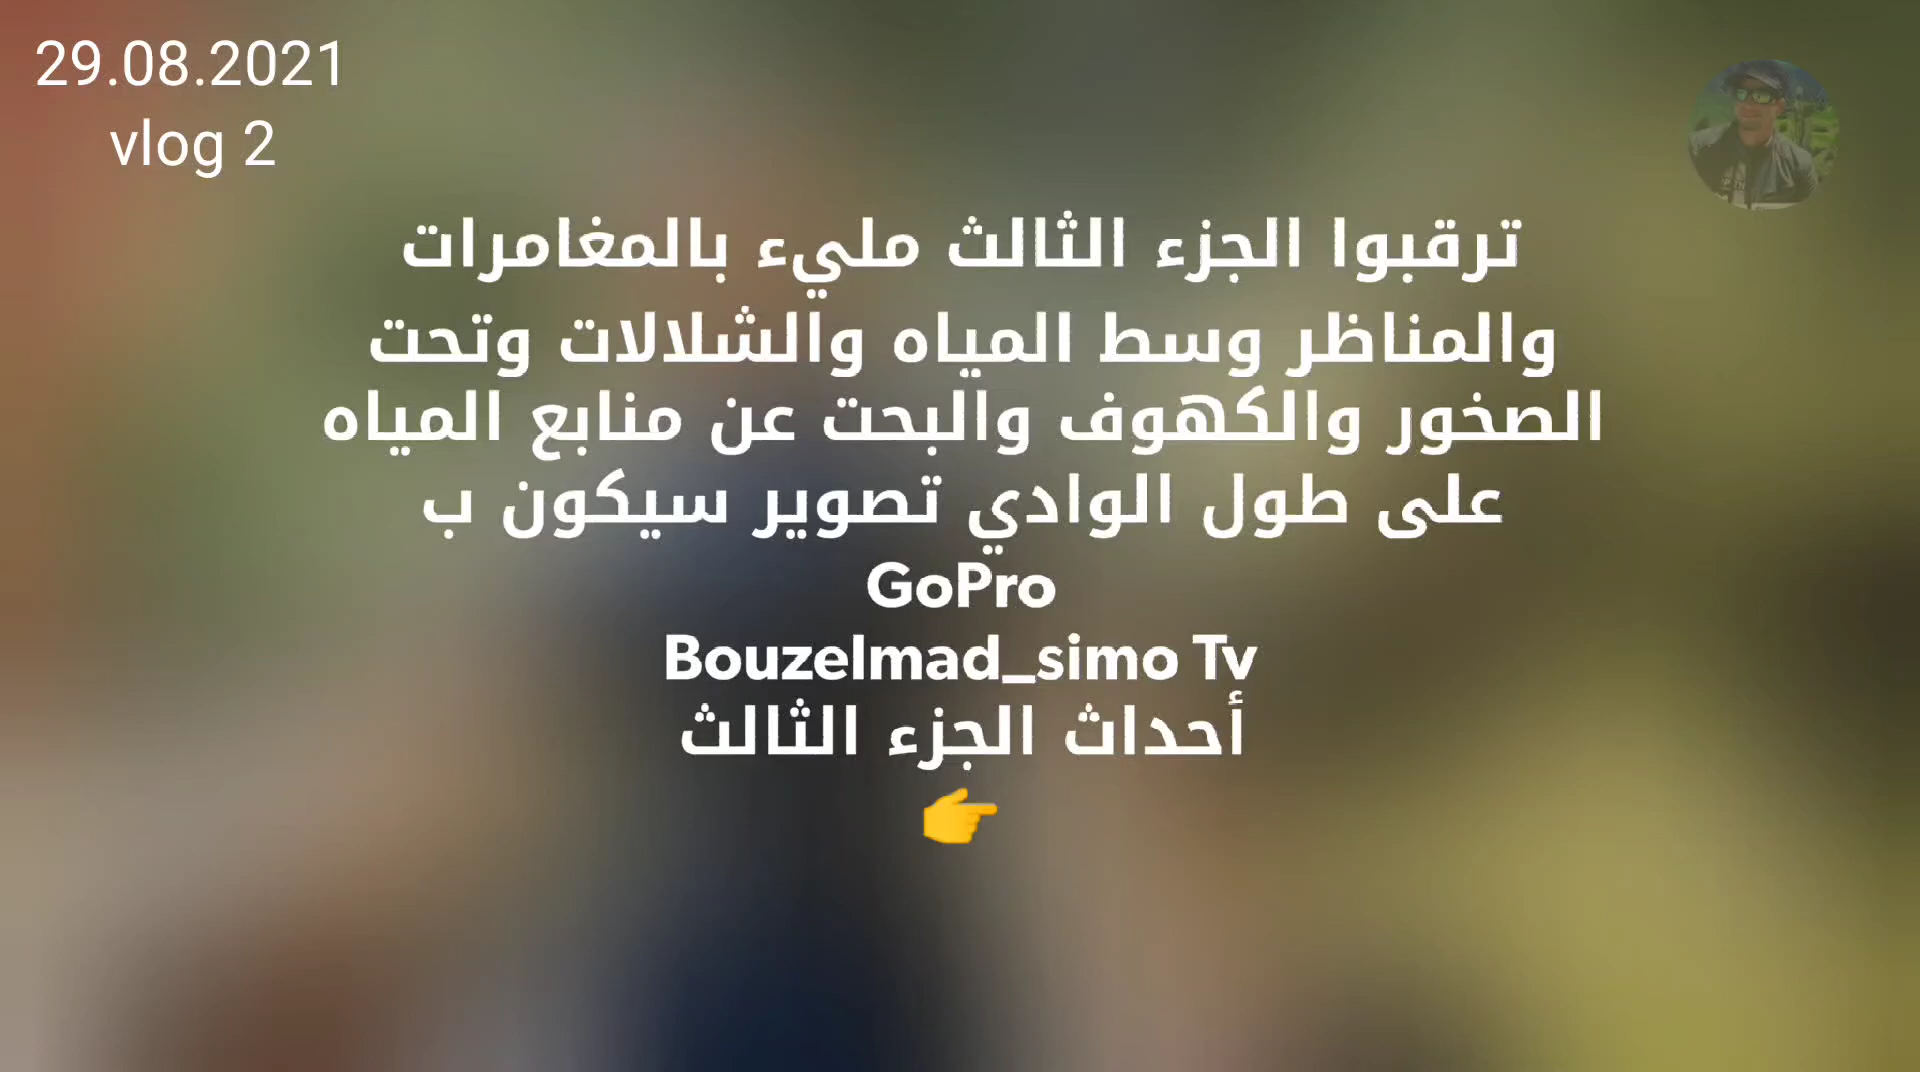 29.08.2021
vlog 2
ترقبوا الجزء الثالث مليء بالمغامرات
والمناظر وسط المياه والشلالات وتحت
الصخور والكهوف والبحت عن منابع المياه
على طول الوادي تصوير سيكون ب
GoPro
Bouzelmad_simo Tv
أحداث الجزء الثالث
👉